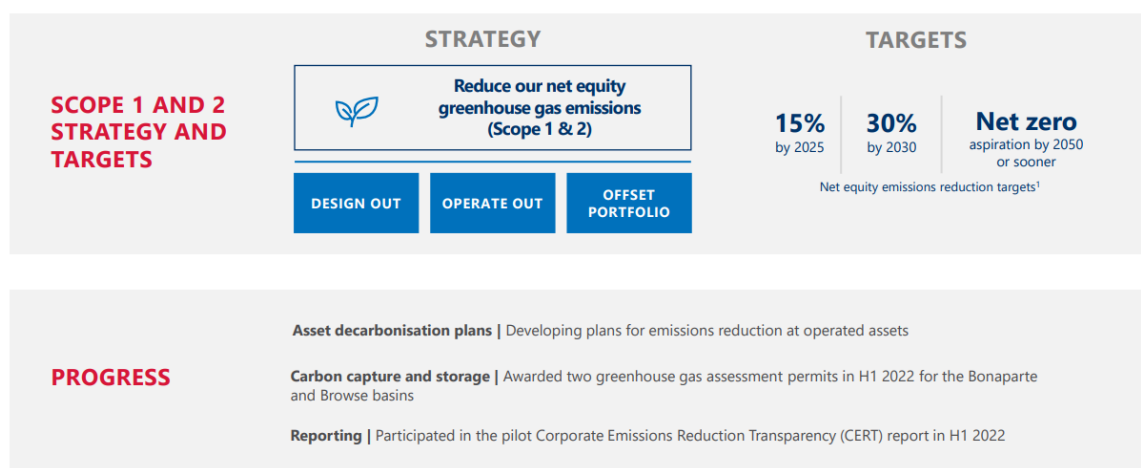 STRATEGY
TARGETS
SCOPE 1 AND 2
STRATEGY AND
TARGETS
Reduce our net equity
greenhouse gas emissions
(Scope 1 & 2)
DESIGN OUT
OPERATE OUT
OFFSET
PORTFOLIO
15%
by 2025
30%
by 2030
Net zero
aspiration by 2050
or sooner
Net equity emissions reduction targets¹
PROGRESS
Asset decarbonisation plans | Developing plans for emissions reduction at operated assets
Carbon capture and storage | Awarded two greenhouse gas assessment permits in H1 2022 for the Bonaparte
and Browse basins
Reporting | Participated in the pilot Corporate Emissions Reduction Transparency (CERT) report in H1 2022